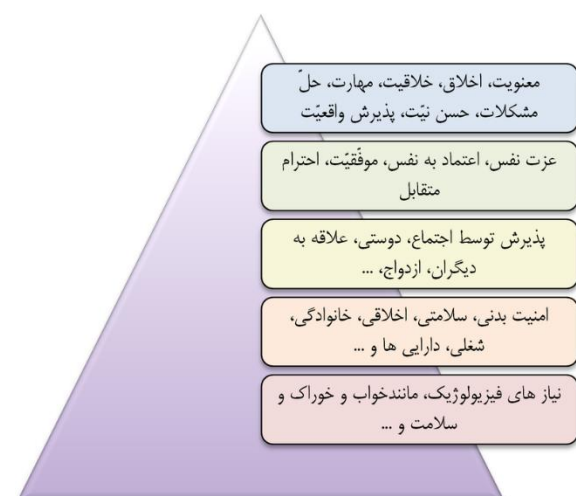 معنویت، اخلاق، خلاقیت، مهارت، حلّ
مشکلات، حسن نیّت، پذیرش واقعیّت
عزت نفس، اعتماد به نفس، موفّقیّت، احترام
متقابل
پذیرش توسط اجتماع، دوستی، علاقه به
دیگران، ازدواج، ...
امنیت بدنی، سلامتی، اخلاقی، خانوادگی،
شغلی، دارایی ها و ...
نیاز های فیزیولوژیک، مانندخواب و خوراک و
سلامت و ...